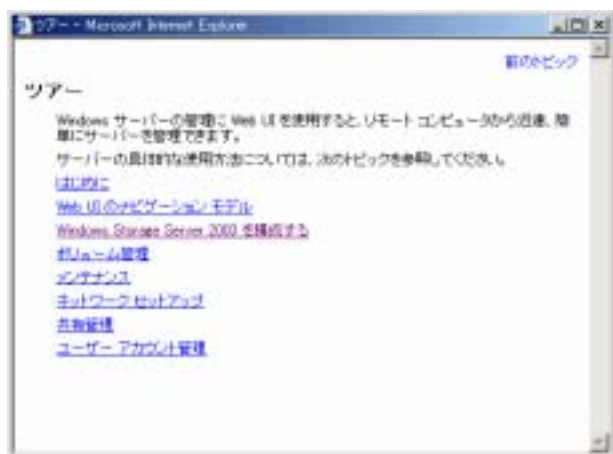 ツアー - Microsoft Internet Explorer
前のトピック
ツアー
Windows サーバーの管理に Web UI を使用すると、リモート コンピュータから迅速、簡
単にサーバーを管理できます。
サーバーの具体的な使用方法については、次のトピックを参照してください。
はじめに
Web UI のナビゲーション モデル
Windows Storage Server 2003 を構成する
ボリューム管理
メンテナンス
ネットワーク セットアップ
共有管理
ユーザー アカウント管理